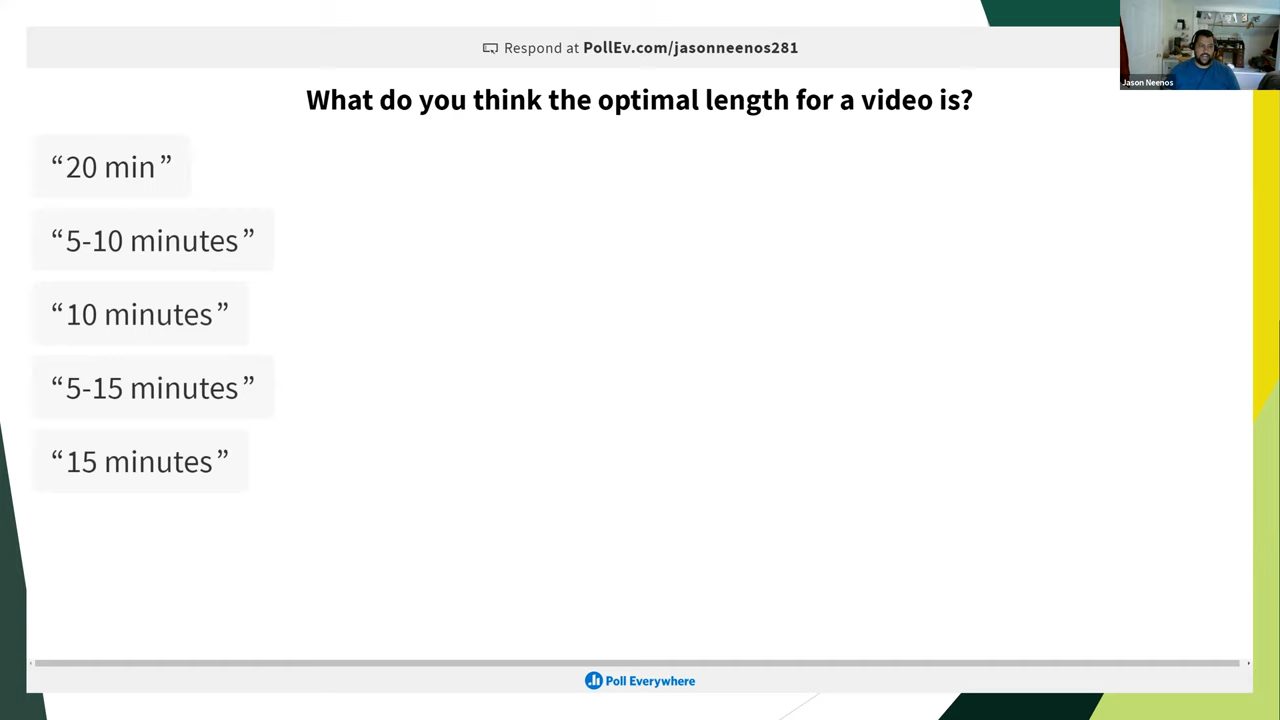 Respond at PollEv.com/jasonneenos281
Jason Neenos
What do you think the optimal length for a video is?
“20 min”
“5-10 minutes”
“10 minutes”
“5-15 minutes”
“15 minutes”
Poll Everywhere